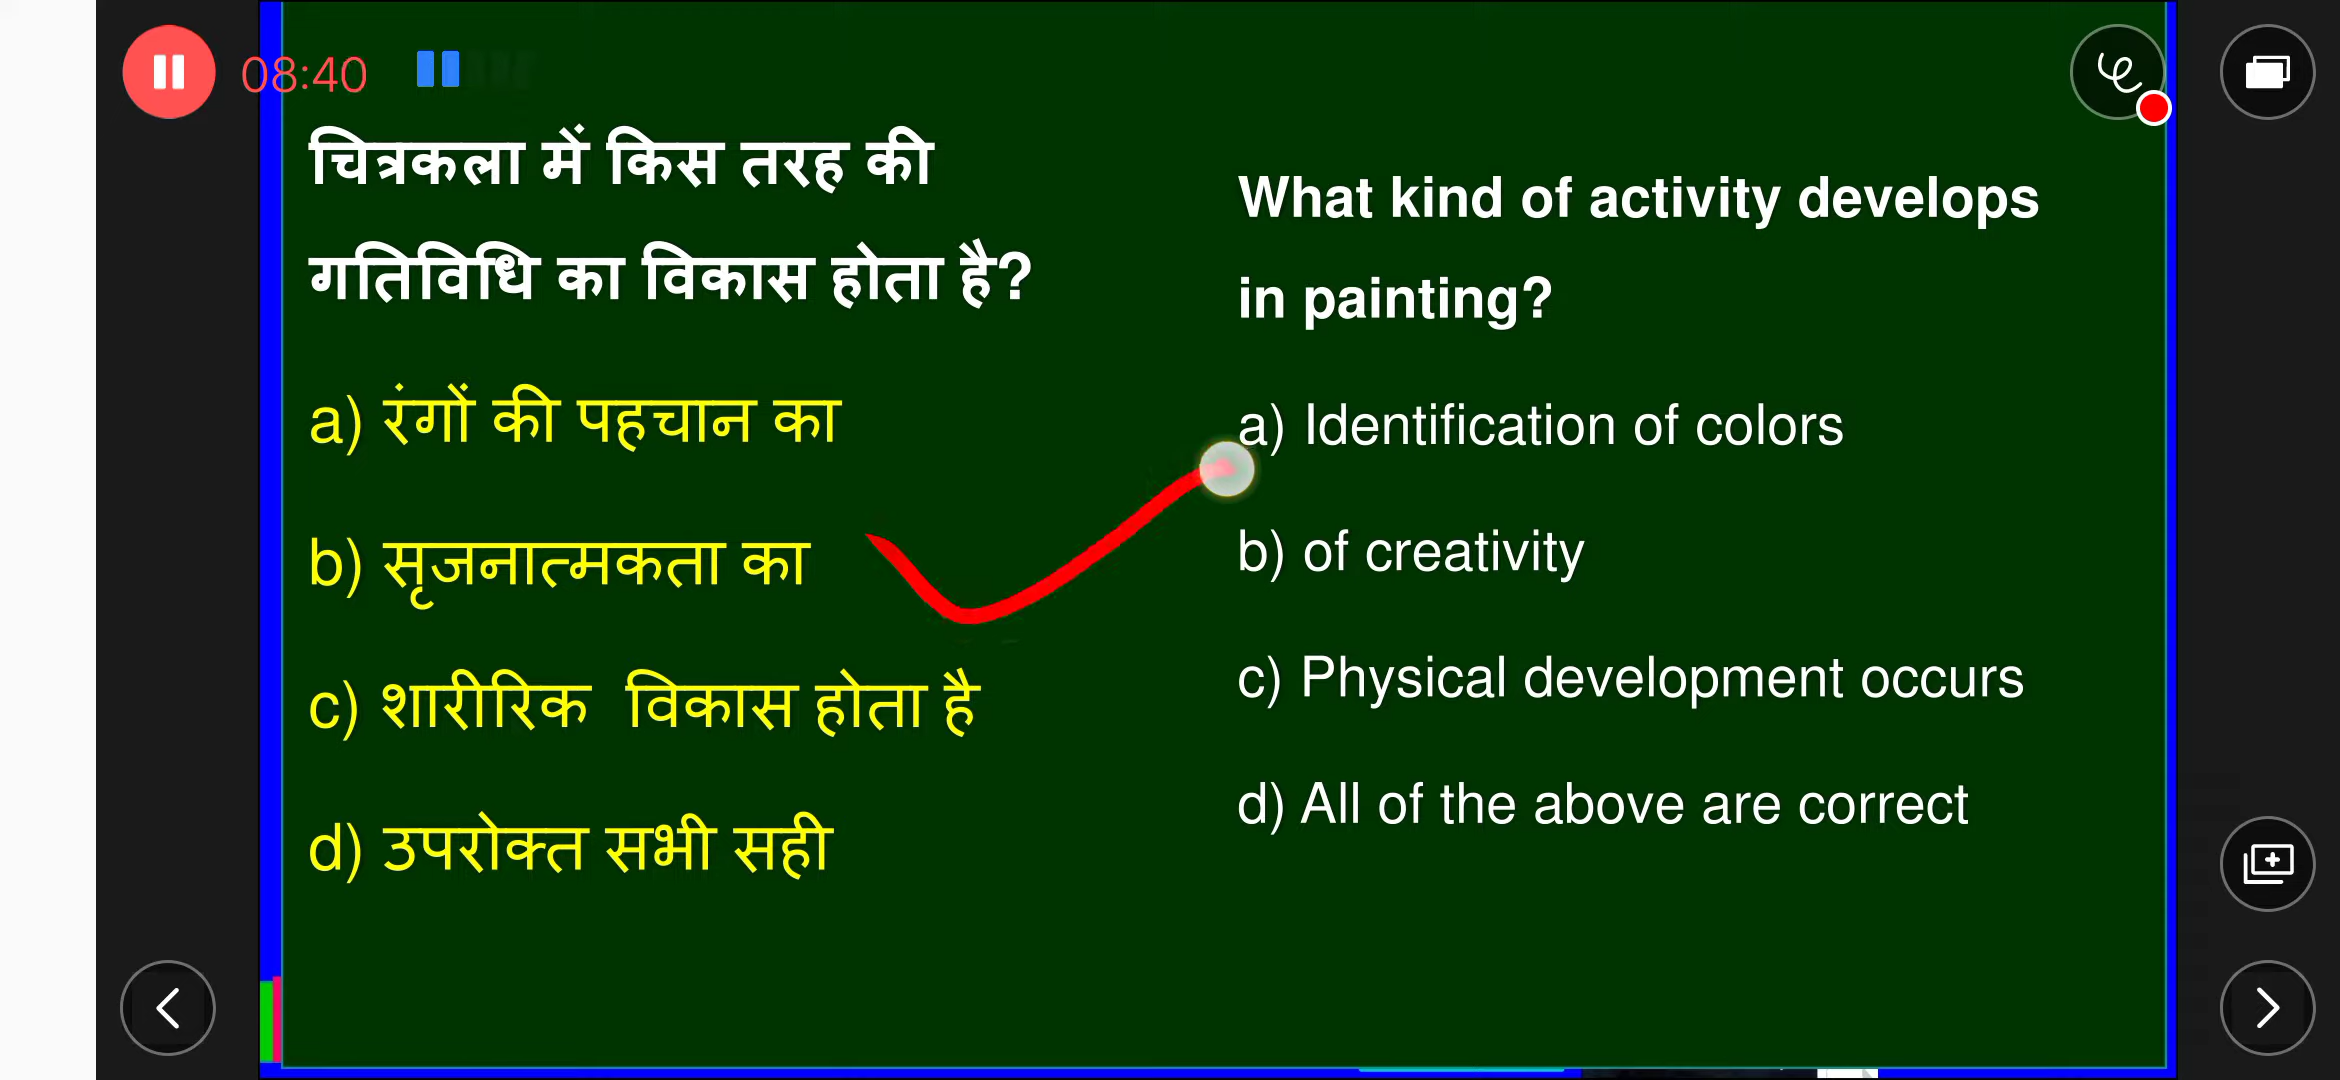 08:40
चित्रकला में किस तरह की
गतिविधि का विकास होता है?
a) रंगों की पहचान का
b) सृजनात्मकता का
c) शारीरिक विकास होता है
d) उपरोक्त सभी सही
What kind of activity develops
in painting?
a) Identification of colors
b) of creativity
c) Physical development occurs
d) All of the above are correct